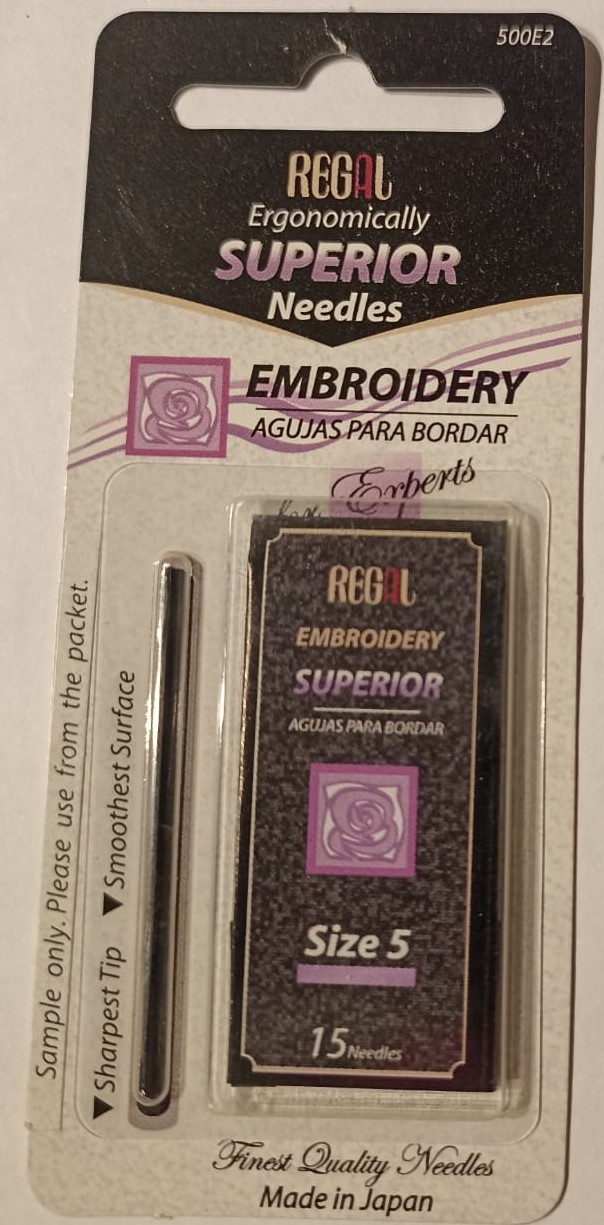 500E2
REGAL
Ergonomically
SUPERIOR
Needles
EMBROIDERY
AGUJAS PARA BORDAR
for Experts
REGAL
EMBROIDERY
SUPERIOR
AGUJAS PARA BORDAR
Size 5
15 Needles
Sample only. Please use from the packet.
▼Sharpest Tip ▼Smoothest Surface
Finest Quality Needles
Made in Japan